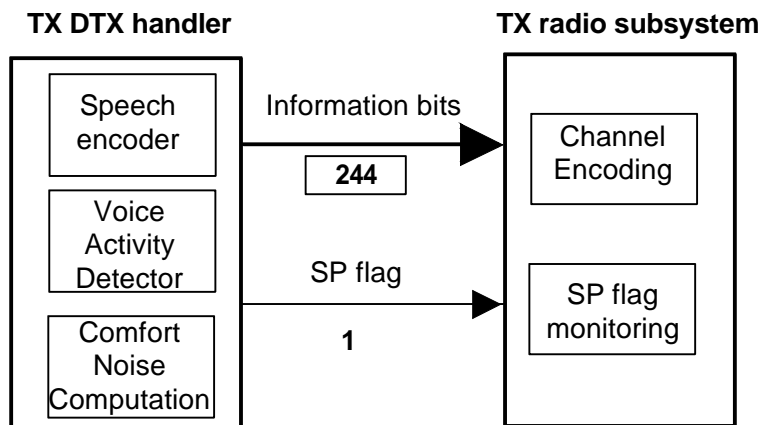 TX DTX handler
TX radio subsystem
Speech
encoder
Information bits
244
Channel
Encoding
Voice
Activity
Detector
SP flag
1
SP flag
monitoring
Comfort
Noise
Computation